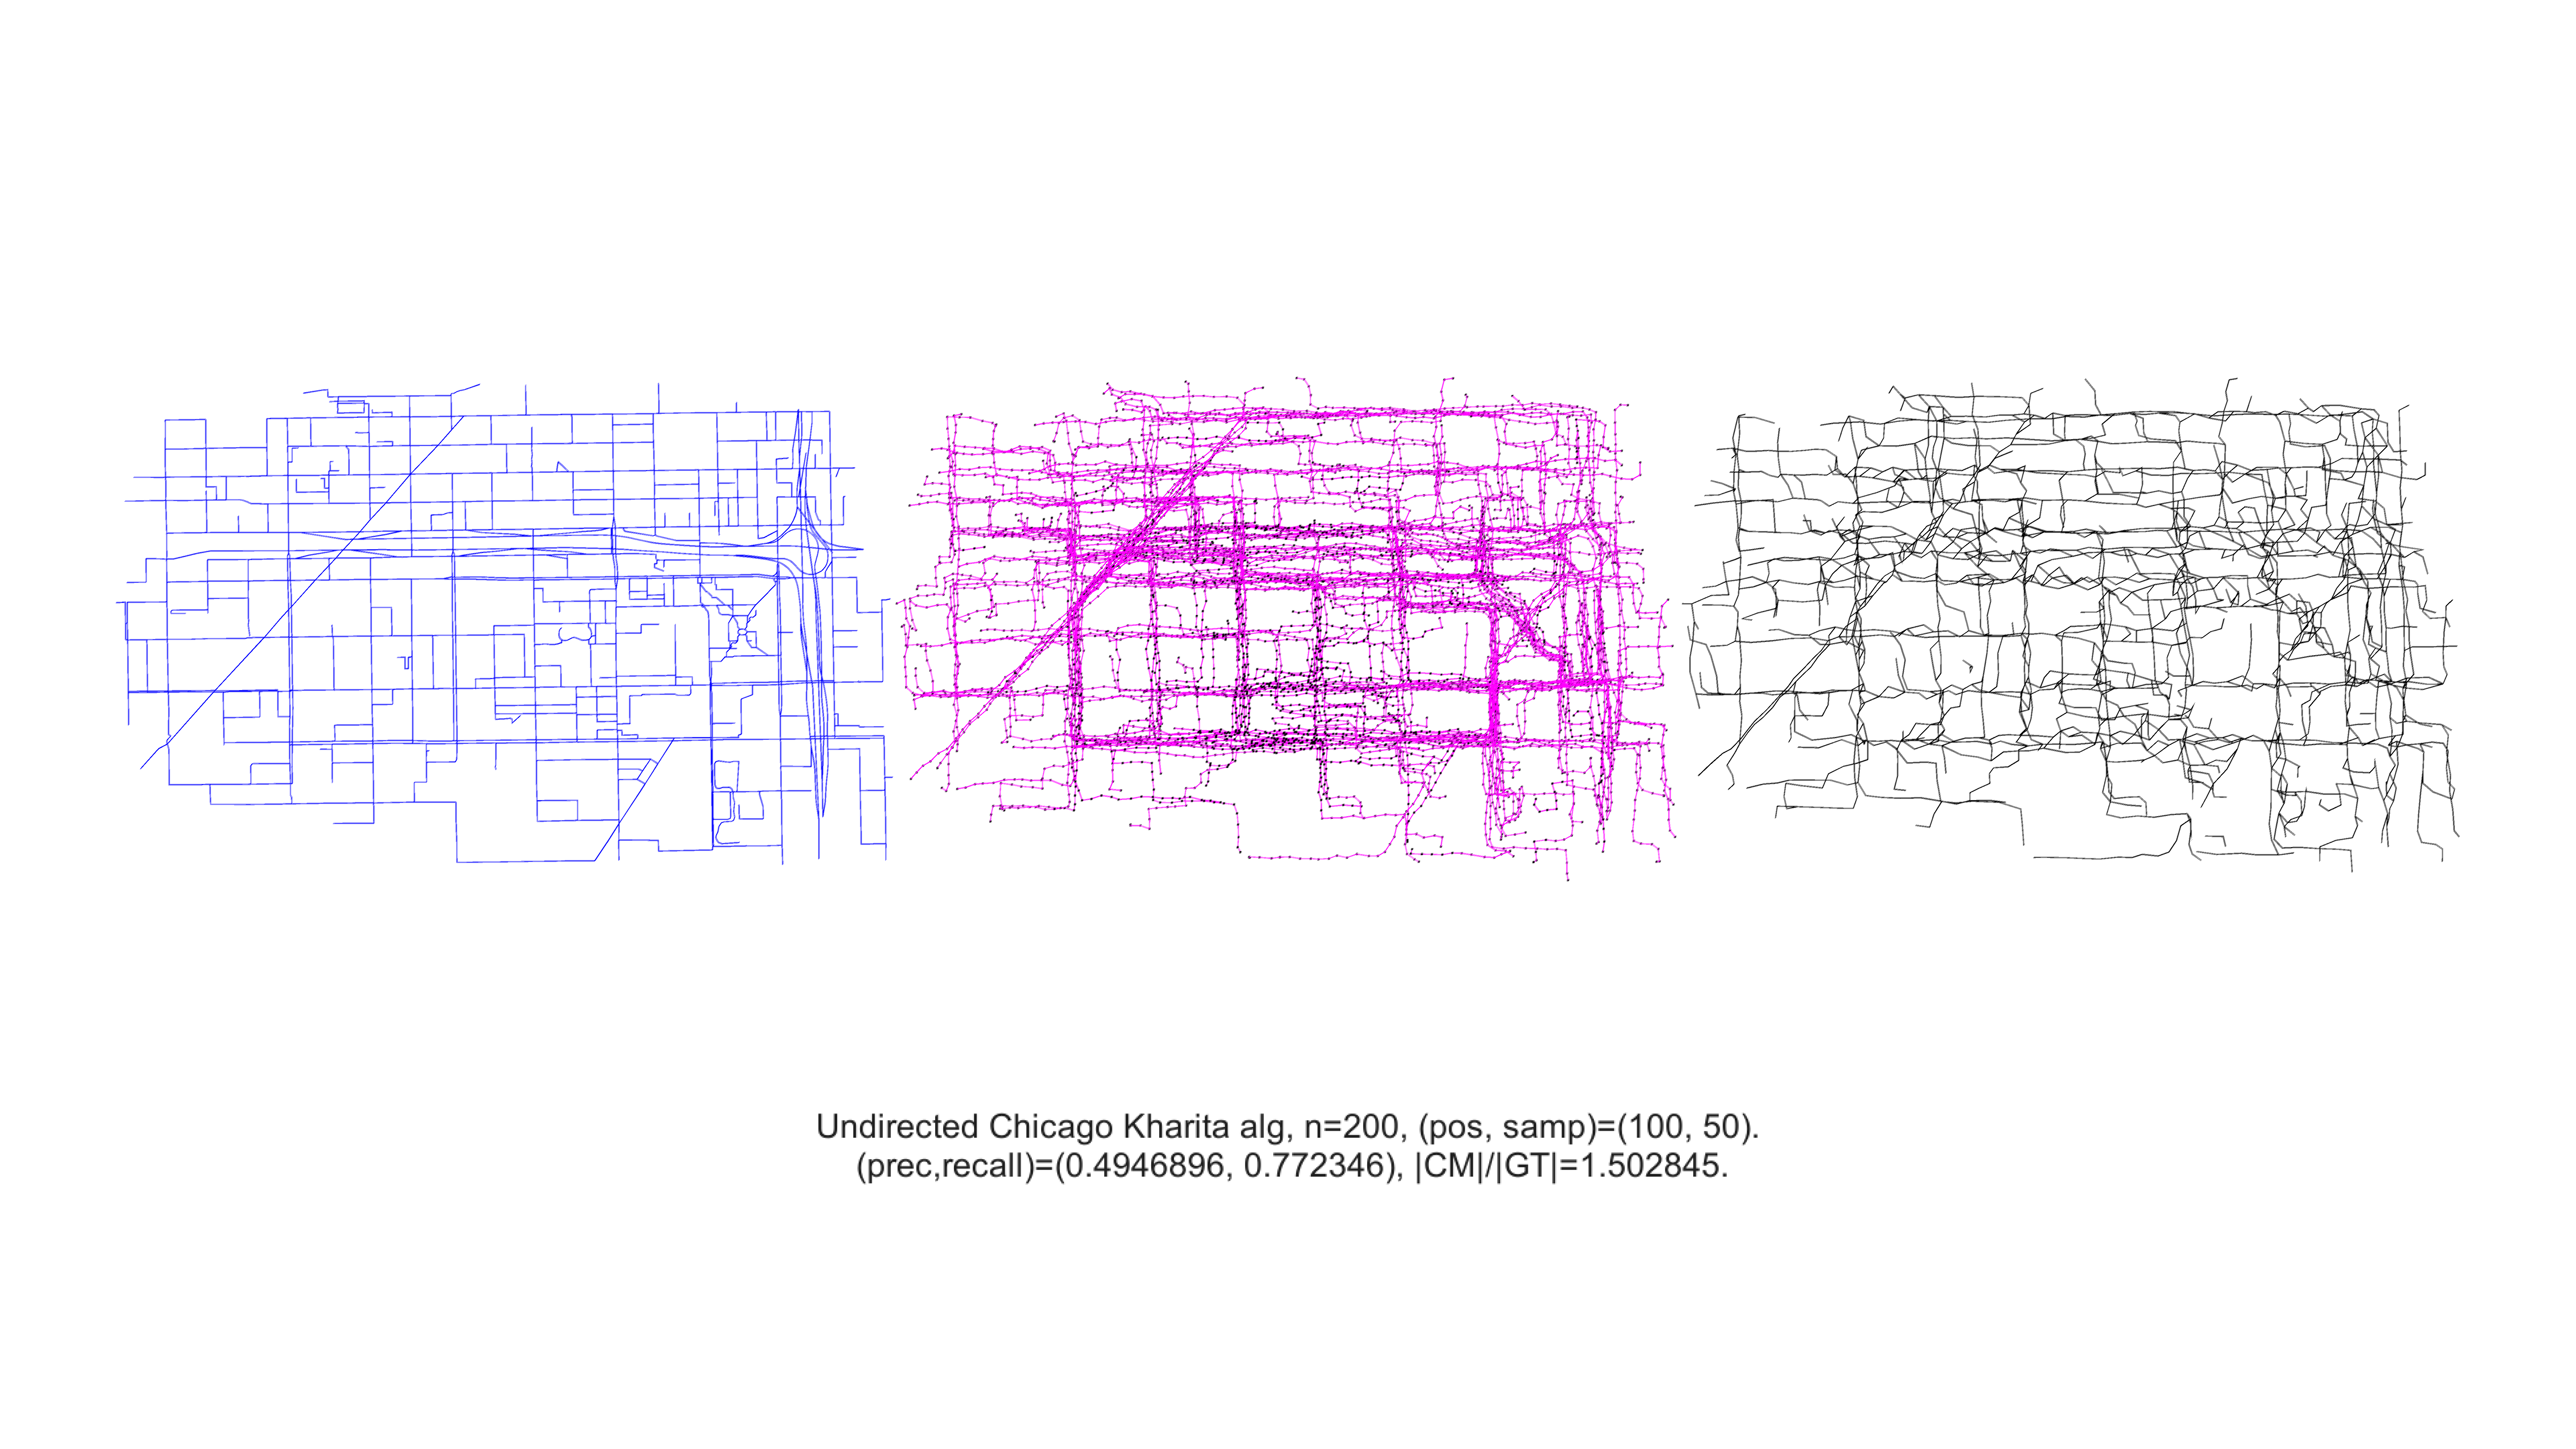 Undirected Chicago Kharita alg, n=200, (pos, samp)=(100, 50).
(prec,recall)=(0.4946896, 0.772346), |CM|/|GT|=1.502845.